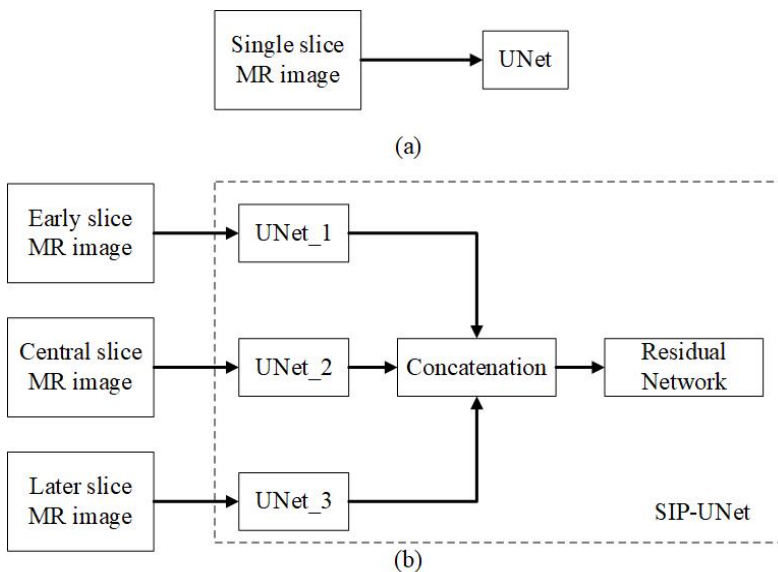 Single slice
MR image
UNet
(a)
Early slice
MR image
UNet_1
Central slice
MR image
UNet_2
Concatenation
Residual
Network
Later slice
MR image
UNet_3
SIP-UNet
(b)